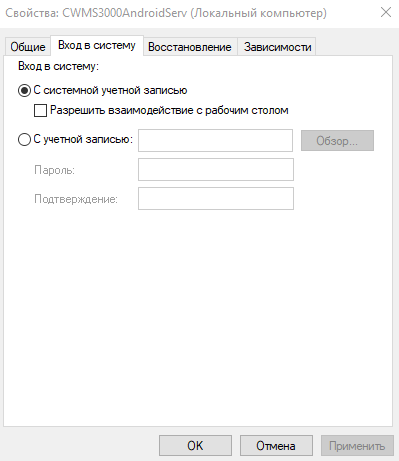 Свойства: CWMS3000AndroidServ (Локальный компьютер)
Общие Вход в систему Восстановление Зависимости
Вход в систему:
С системной учетной записью
Разрешить взаимодействие с рабочим столом
С учетной записью: Обзор...
Пароль:
Подтверждение:
OK Отмена Применить